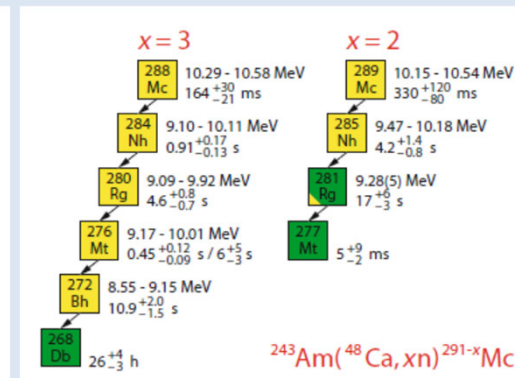 x = 3
288 Mc 10.29 - 10.58 MeV
164 +30 −21 ms
284 Nh 9.10 - 10.11 MeV
0.91 +0.17 −0.13 s
280 Rg 9.09 - 9.92 MeV
4.6 +0.8 −0.7 s
276 Mt 9.17 - 10.01 MeV
0.45 +0.12 −0.09 s / 6 +5 −3 s
272 Bh 8.55 - 9.15 MeV
10.9 +2.0 −1.5 s
268 Db 26 +4 −3 h
x = 2
289 Mc 10.15 - 10.54 MeV
330 +120 −80 ms
285 Nh 9.47 - 10.18 MeV
4.2 +1.4 −0.8 s
281 Rg 9.28(5) MeV
17 +6 −3 s
277 Mt 5 +9 −2 ms
²⁴³Am(⁴⁸Ca, xn)²⁹¹⁻ˣMc